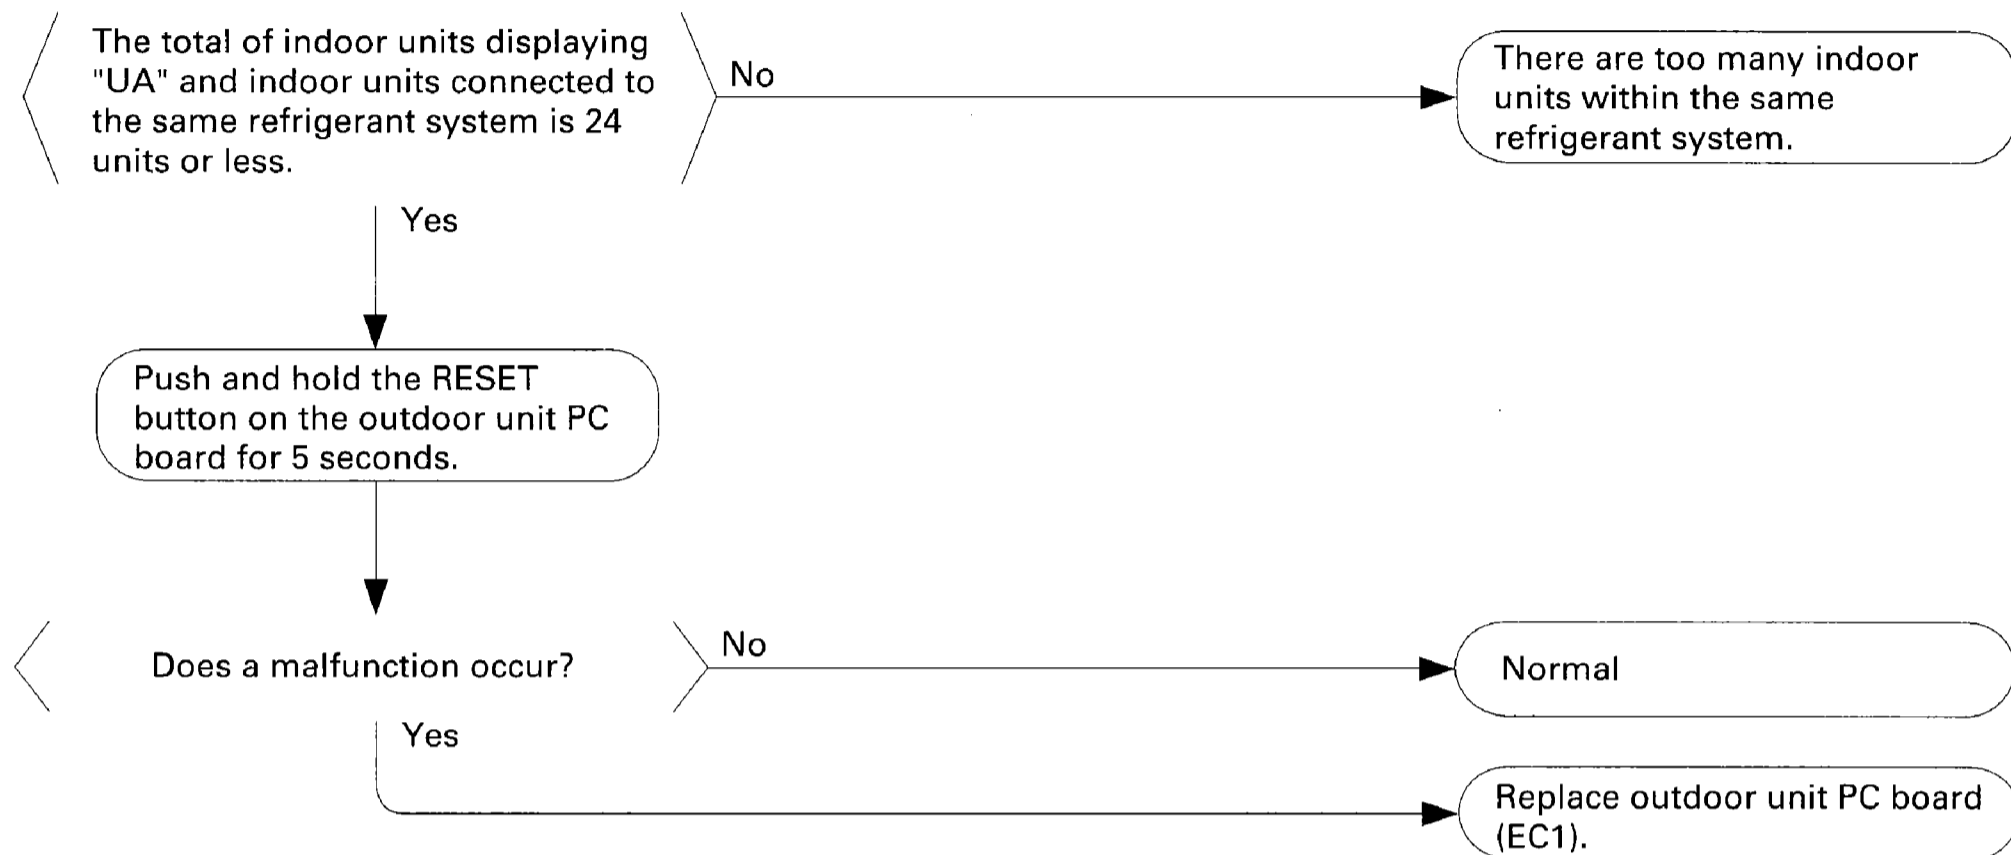 The total of indoor units displaying
"UA" and indoor units connected to
the same refrigerant system is 24
units or less.
No
There are too many indoor
units within the same
refrigerant system.
Yes
Push and hold the RESET
button on the outdoor unit PC
board for 5 seconds.
Does a malfunction occur?
No
Normal
Yes
Replace outdoor unit PC board
(EC1).